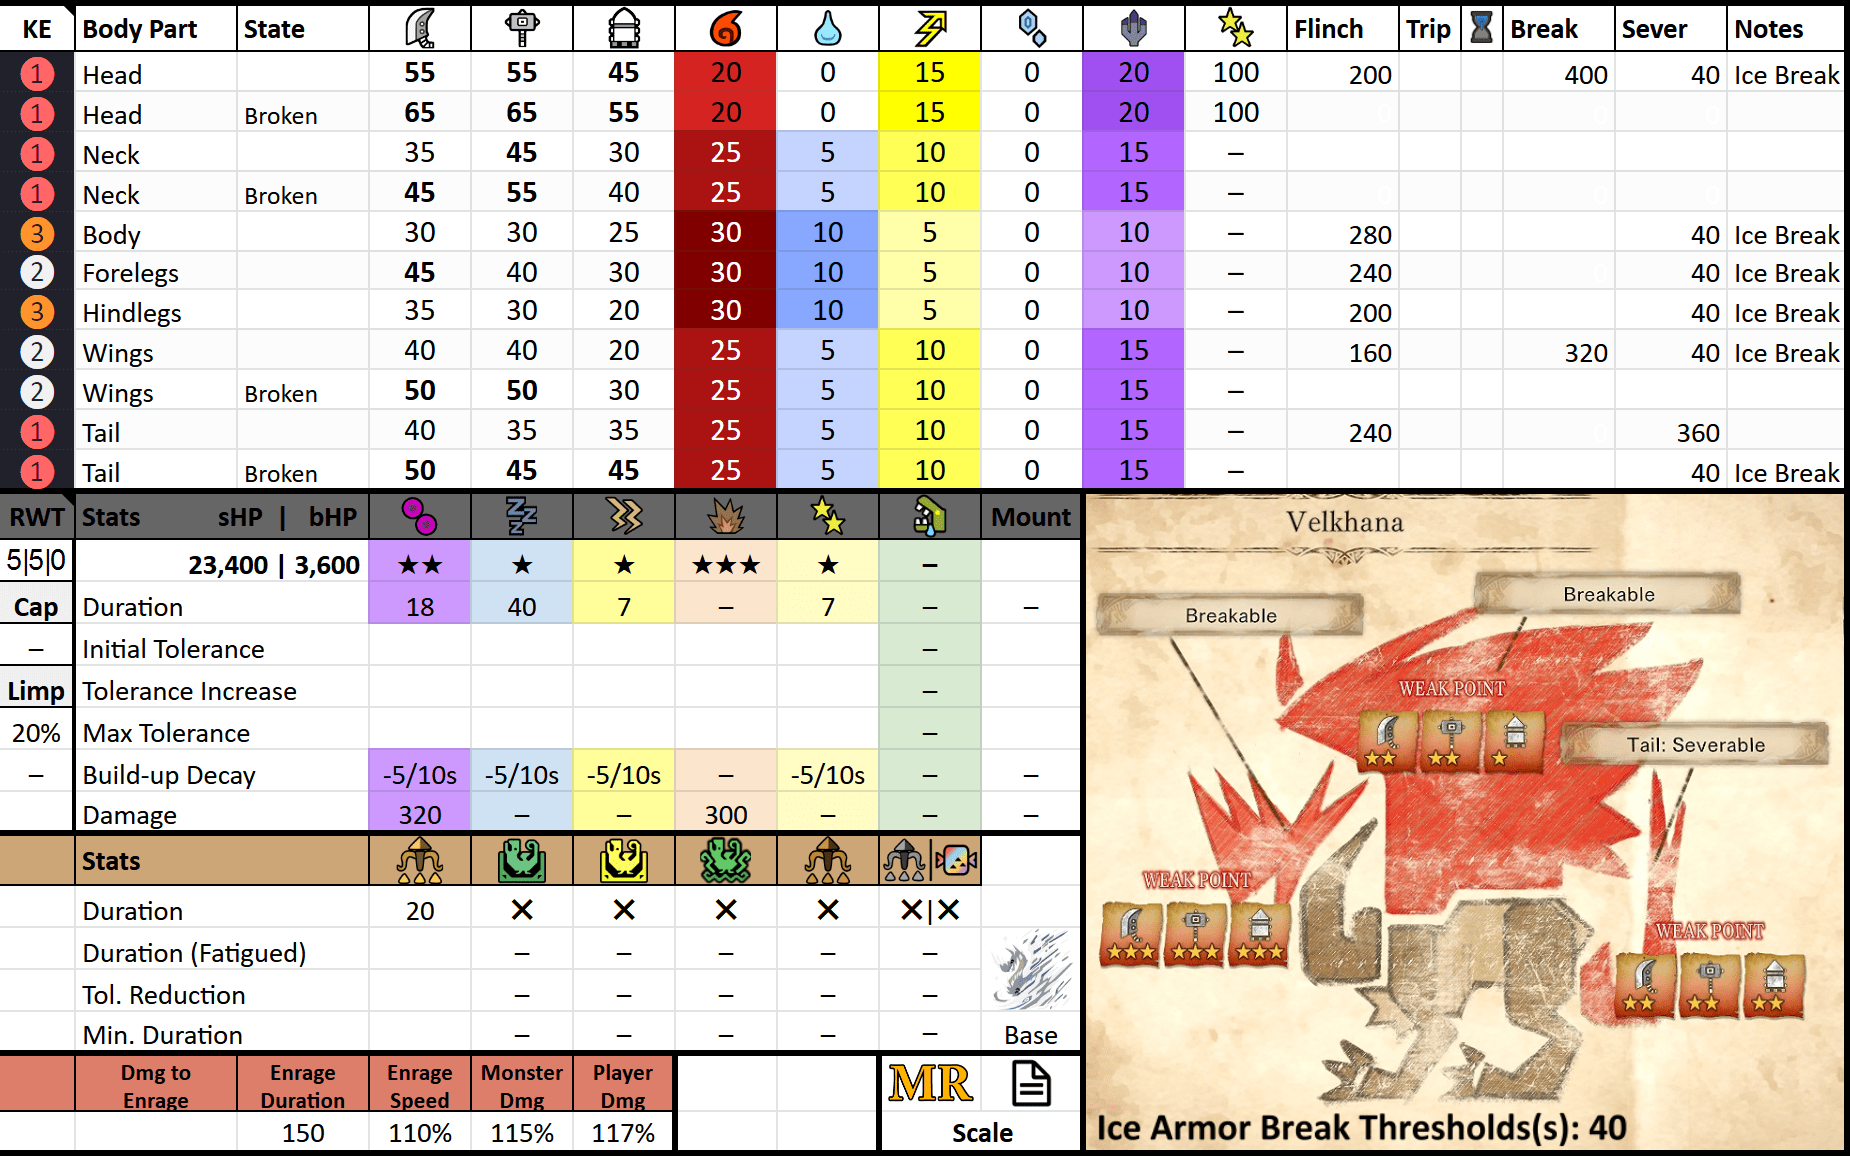 KE Body Part State Flinch Trip Break Sever Notes
1 Head 55 55 45 20 0 15 0 20 100 200 400 40 Ice Break
1 Head Broken 65 65 55 20 0 15 0 20 100
1 Neck 35 45 30 25 5 10 0 15 –
1 Neck Broken 45 55 40 25 5 10 0 15 –
3 Body 30 30 25 30 10 5 0 10 – 280 40 Ice Break
2 Forelegs 45 40 30 30 10 5 0 10 – 240 40 Ice Break
3 Hindlegs 35 30 20 30 10 5 0 10 – 200 40 Ice Break
2 Wings 40 40 20 25 5 10 0 15 – 160 320 40 Ice Break
2 Wings Broken 50 50 30 25 5 10 0 15 –
1 Tail 40 35 35 25 5 10 0 15 – 240 360
1 Tail Broken 50 45 45 25 5 10 0 15 – 40 Ice Break
RWT Stats sHP | bHP Mount
5|5|0 23,400 | 3,600 ★★ ★ ★ ★★★ ★ –
Cap Duration 18 40 7 – 7 – –
– Initial Tolerance –
Limp Tolerance Increase –
20% Max Tolerance –
– Build-up Decay -5/10s -5/10s -5/10s – -5/10s – –
Damage 320 – – 300 – – –
Stats
Duration 20 ✕ ✕ ✕ ✕ ✕|✕
Duration (Fatigued) – – – – –
Tol. Reduction – – – – –
Min. Duration – – – – – Base
Dmg to Enrage Enrage Duration Enrage Speed Monster Dmg Player Dmg MR
150 110% 115% 117% Scale
Velkhana
Breakable
Breakable
WEAK POINT
Tail: Severable
WEAK POINT
WEAK POINT
Ice Armor Break Thresholds(s): 40